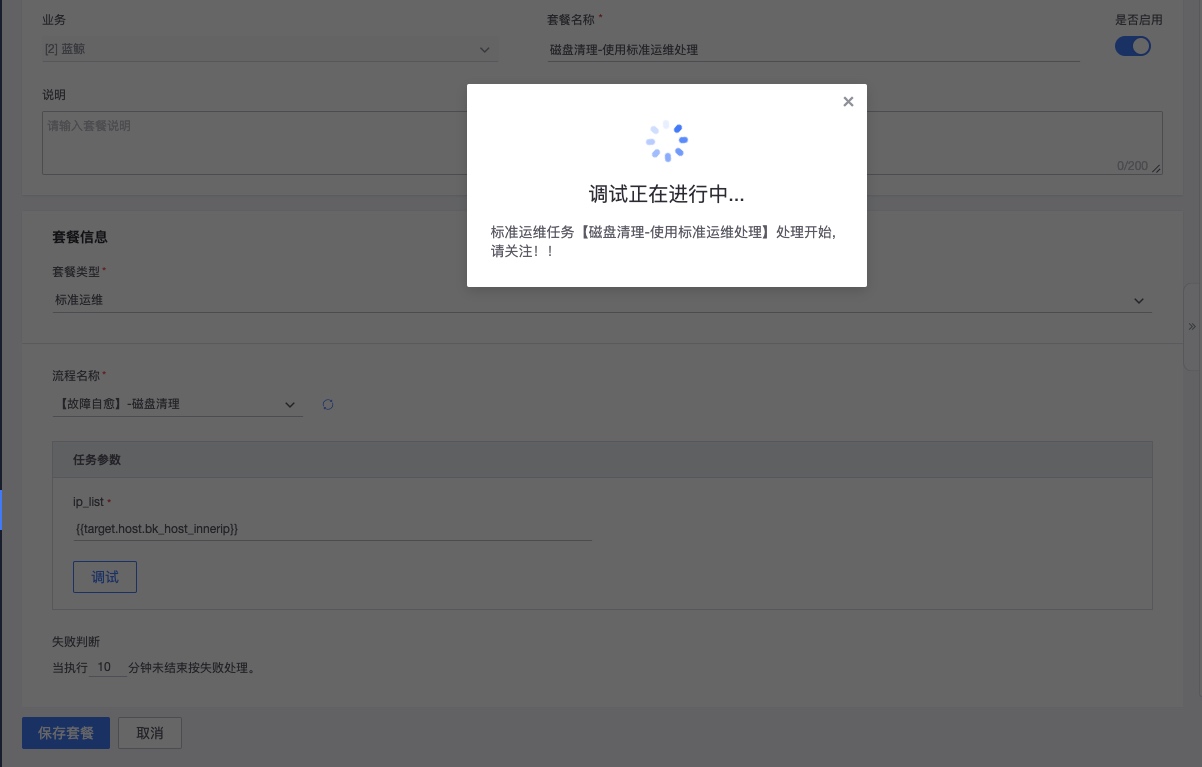 业务
套餐名称 *
是否启用
[2] 蓝鲸
磁盘清理-使用标准运维处理
说明
请输入套餐说明
0/200
调试正在进行中...
标准运维任务【磁盘清理-使用标准运维处理】处理开始,
请关注！！
套餐信息
套餐类型*
标准运维
流程名称*
【故障自愈】-磁盘清理
任务参数
ip_list *
{{target.host.bk_host_innerip}}
调试
失败判断
当执行 10 分钟未结束按失败处理。
保存套餐
取消